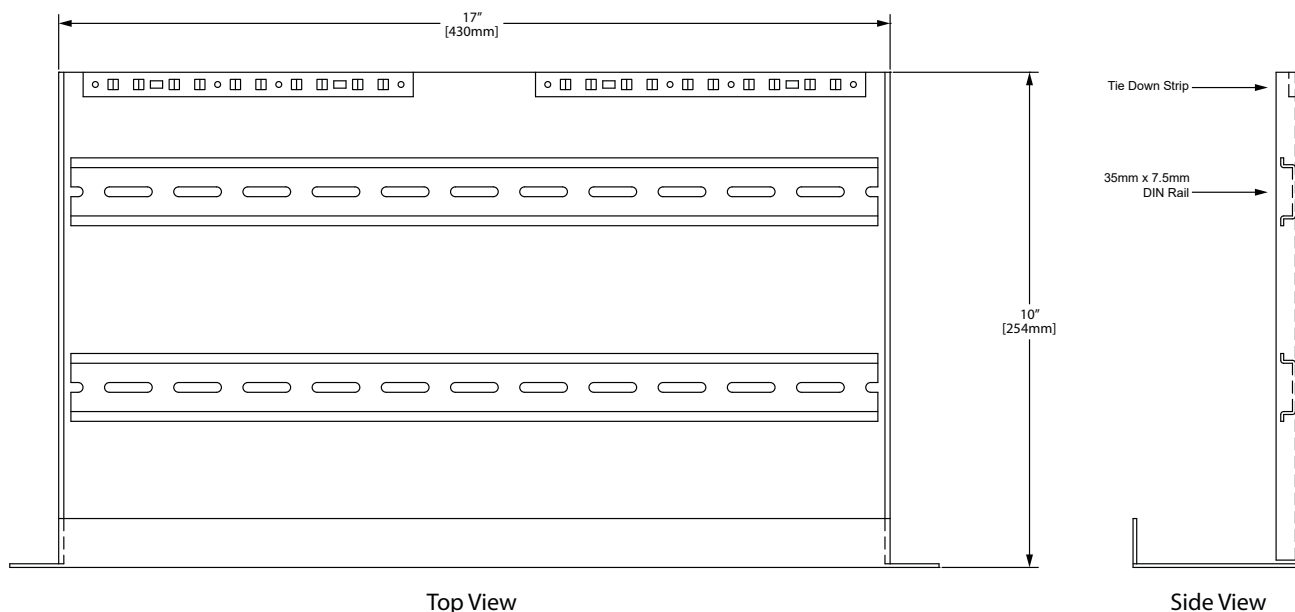 17”
[430mm]
Tie Down Strip
35mm x 7.5mm
DIN Rail
10”
[254mm]
Top View
Side View